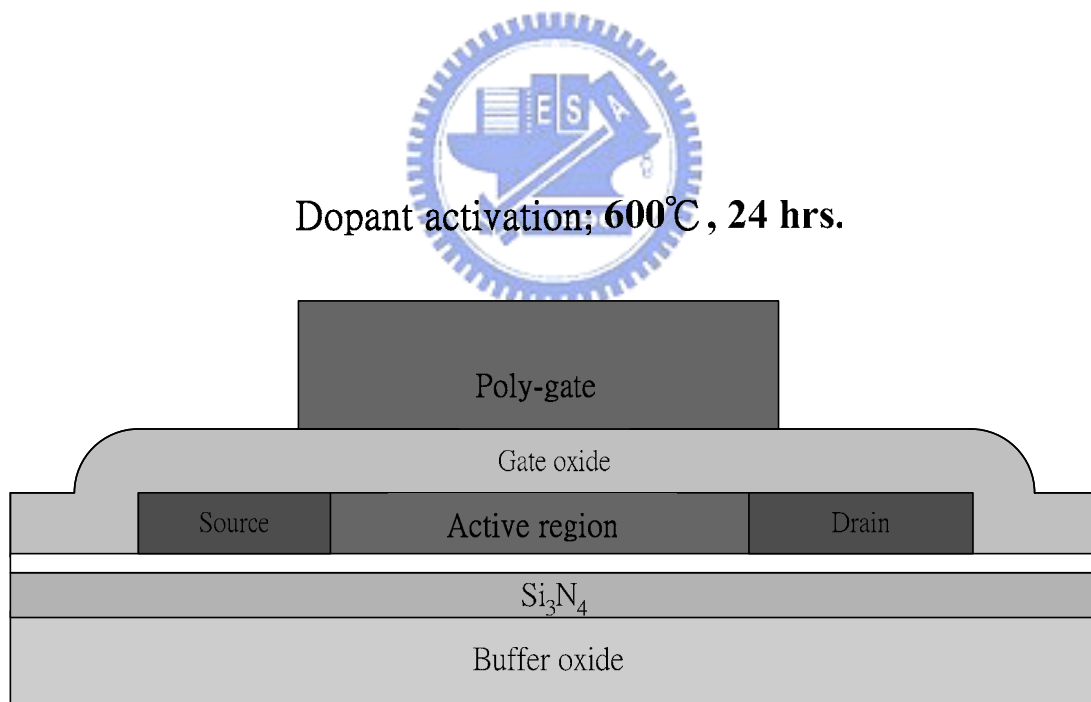 E S A
Dopant activation; 600℃, 24 hrs.
Poly-gate
Gate oxide
Source Active region Drain
Si₃N₄
Buffer oxide